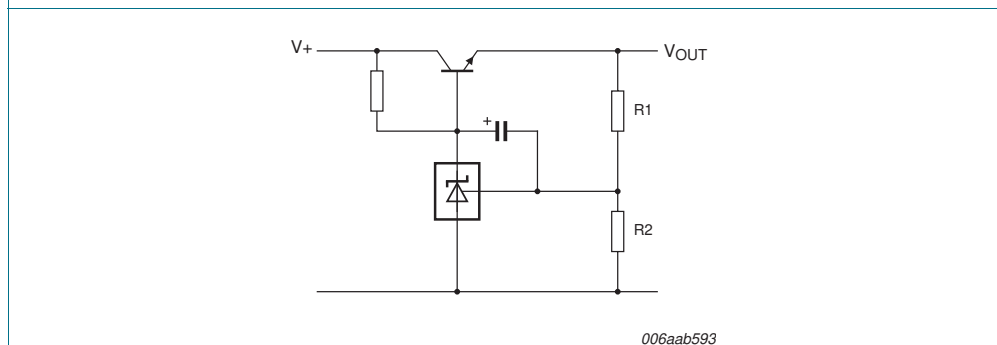 V+
VOUT
R1
+
R2
006aab593